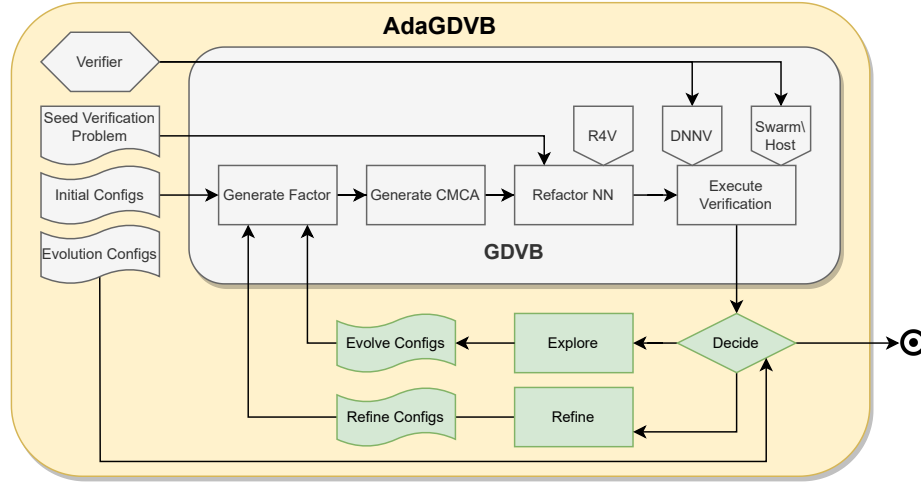 AdaGDVB
Verifier
Seed Verification
Problem
R4V
DNNV
Swarm\
Host
Initial Configs
Generate Factor
Generate CMCA
Refactor NN
Execute
Verification
Evolution Configs
GDVB
Evolve Configs
Explore
Decide
Refine Configs
Refine